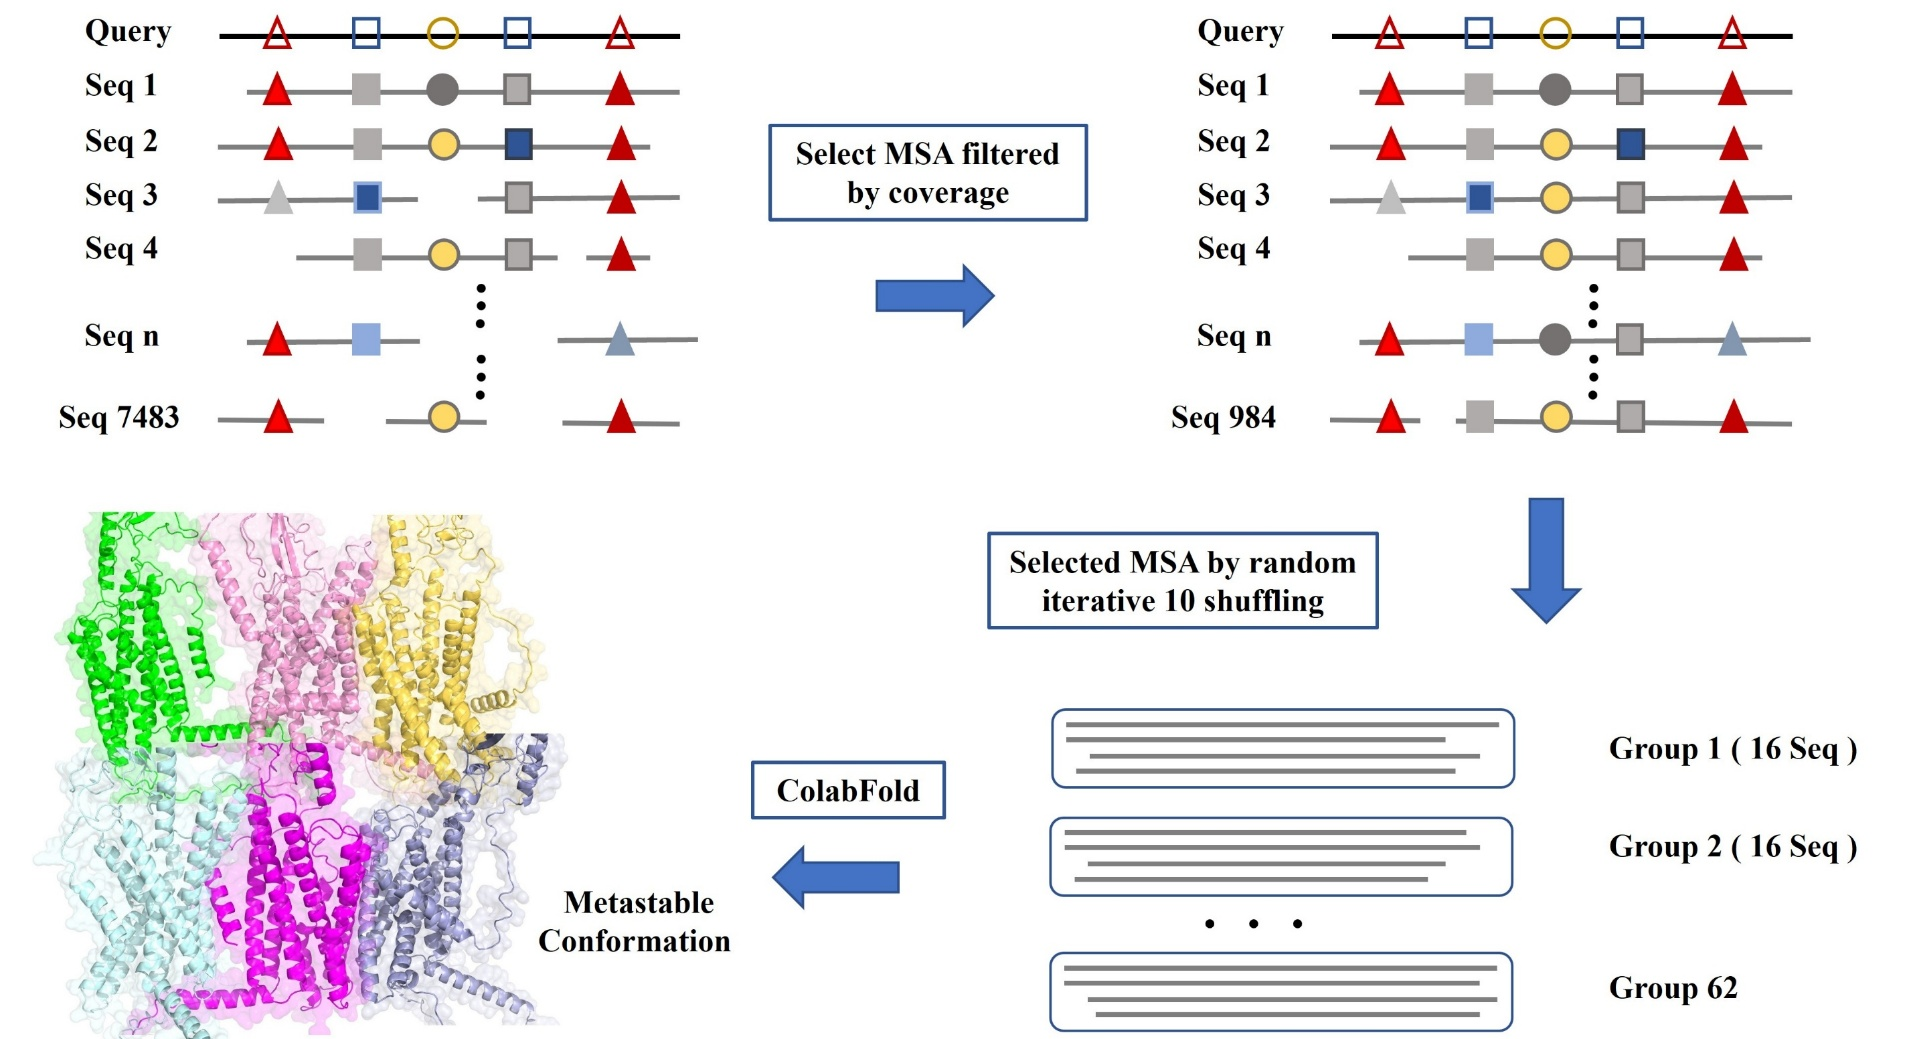 Query
Seq 1
Seq 2
Seq 3
Seq 4
Seq n
Seq 7483
Select MSA filtered
by coverage
Query
Seq 1
Seq 2
Seq 3
Seq 4
Seq n
Seq 984
Selected MSA by random
iterative 10 shuffling
Group 1 ( 16 Seq )
Group 2 ( 16 Seq )
Group 62
ColabFold
Metastable
Conformation